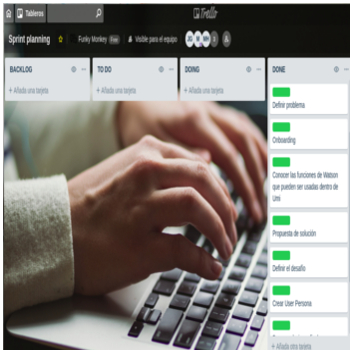 Tableros
Trello
Sprint planning
Funky Monkey Free
Visible para el equipo
BACKLOG
+ Añada una tarjeta
TO DO
+ Añada una tarjeta
DOING
+ Añada una tarjeta
DONE
Definir problema
Onboarding
Conocer las funciones de Watson
que pueden ser usadas dentro de
Umi
Propuesta de solución
Definir el desafío
Crear User Persona
+ Añada una tarjeta